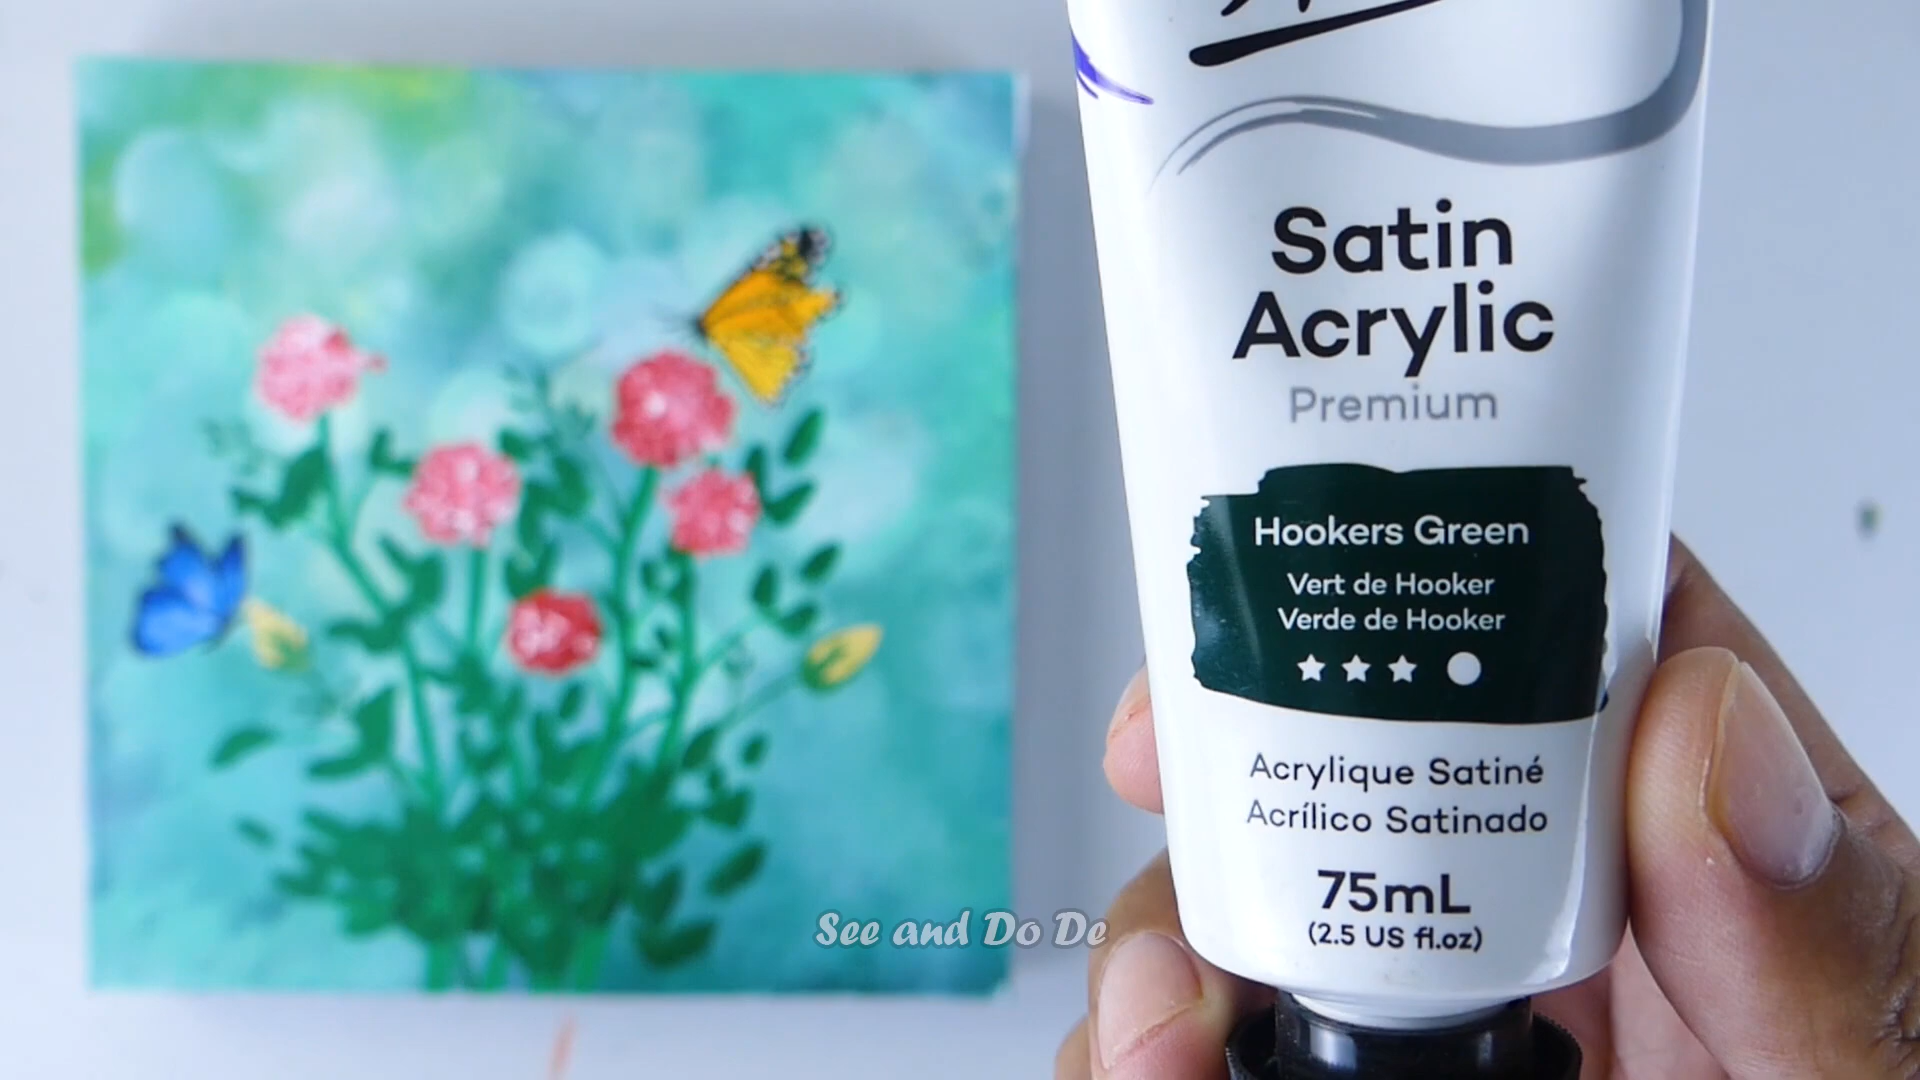 Satin
Acrylic
Premium
Hookers Green
Vert de Hooker
Verde de Hooker
Acrylique Satiné
Acrílico Satinado
75mL
(2.5 US fl.oz)
See and Do De